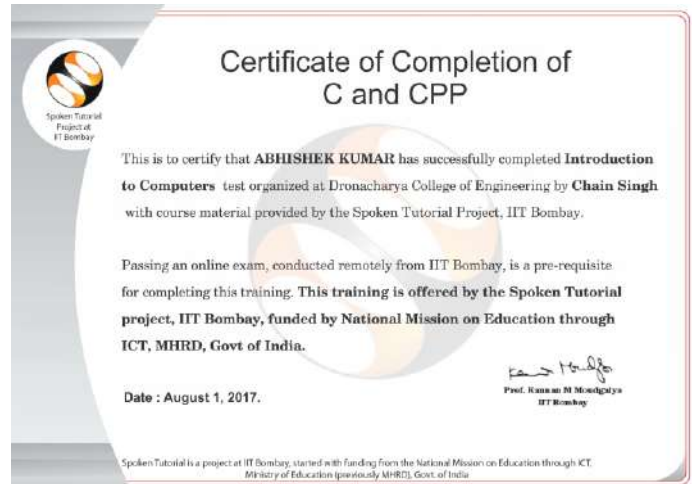 Certificate of Completion of
C and CPP
Spoken Tutorial
Project at
IIT Bombay
This is to certify that ABHISHEK KUMAR has successfully completed Introduction
to Computers test organized at Dronacharya College of Engineering by Chain Singh
with course material provided by the Spoken Tutorial Project, IIT Bombay.
Passing an online exam, conducted remotely from IIT Bombay, is a pre-requisite
for completing this training. This training is offered by the Spoken Tutorial
project, IIT Bombay, funded by National Mission on Education through
ICT, MHRD, Govt of India.
Date : August 1, 2017.
Prof. Kannan M Moudgalya
IIT Bombay
Spoken Tutorial is a project at IIT Bombay, started with funding from the National Mission on Education through ICT.
Ministry of Education (previously MHRD), Govt. of India